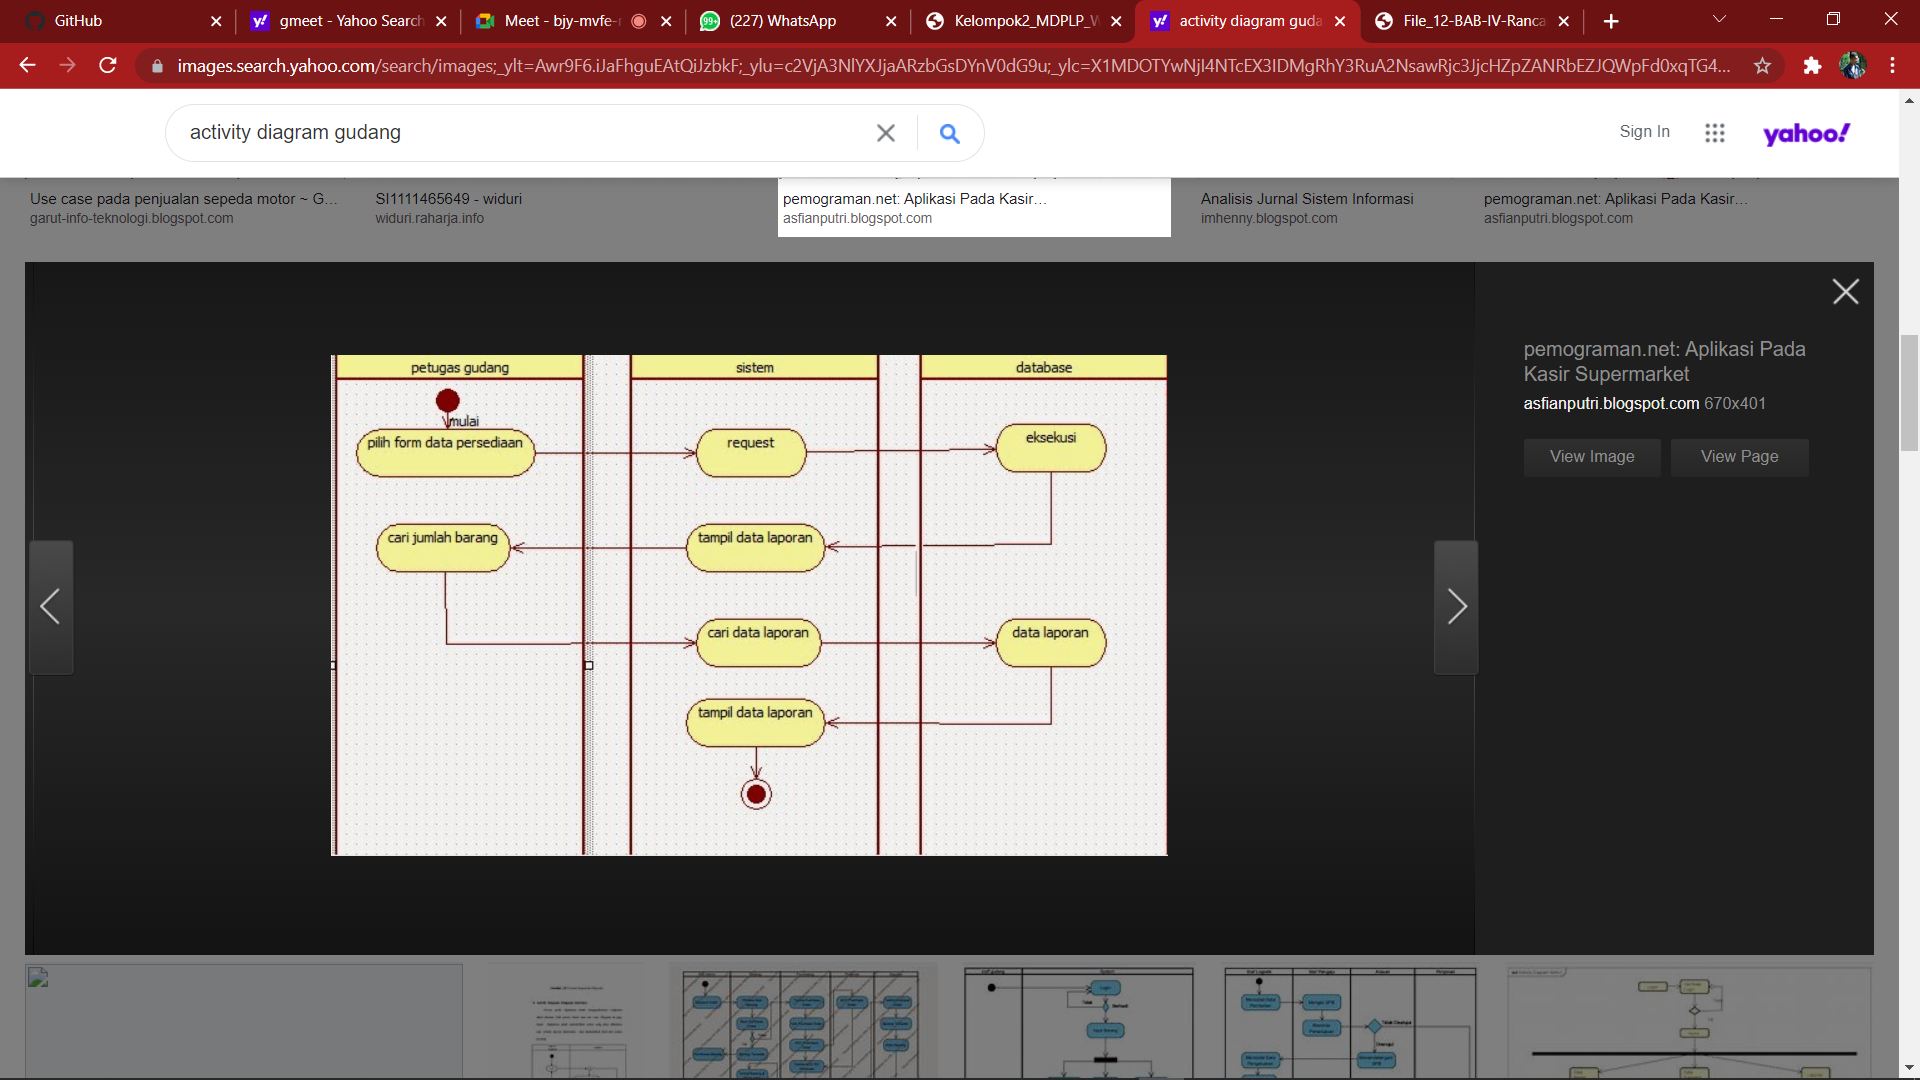 GitHub
gmeet - Yahoo Search
Meet - bjy-mvfe-
(227) WhatsApp
Kelompok2_MDPLP_
activity diagram guda
File_12-BAB-IV-Ranca
images.search.yahoo.com/search/images;_ylt=Awr9F6.iJaFhguEAtQiJzbkF;_ylu=c2VjA3NlYXJjaARzbGsDYnV0dG9u;_ylc=X1MDOTYwNjI4NTcEX3IDMgRhY3RuA2NsawRjc3JjcHZpZANRbEZJQWpFd0xqTG4...
activity diagram gudang
Sign In
yahoo!
Use case pada penjualan sepeda motor ~ G...
garut-info-teknologi.blogspot.com
SI1111465649 - widuri
widuri.raharja.info
pemograman.net: Aplikasi Pada Kasir...
asfianputri.blogspot.com
Analisis Jurnal Sistem Informasi
imhenny.blogspot.com
pemograman.net: Aplikasi Pada Kasir...
asfianputri.blogspot.com
petugas gudang
sistem
database
mulai
pilih form data persediaan
request
eksekusi
cari jumlah barang
tampil data laporan
cari data laporan
data laporan
tampil data laporan
pemograman.net: Aplikasi Pada
Kasir Supermarket
asfianputri.blogspot.com 670x401
View Image
View Page